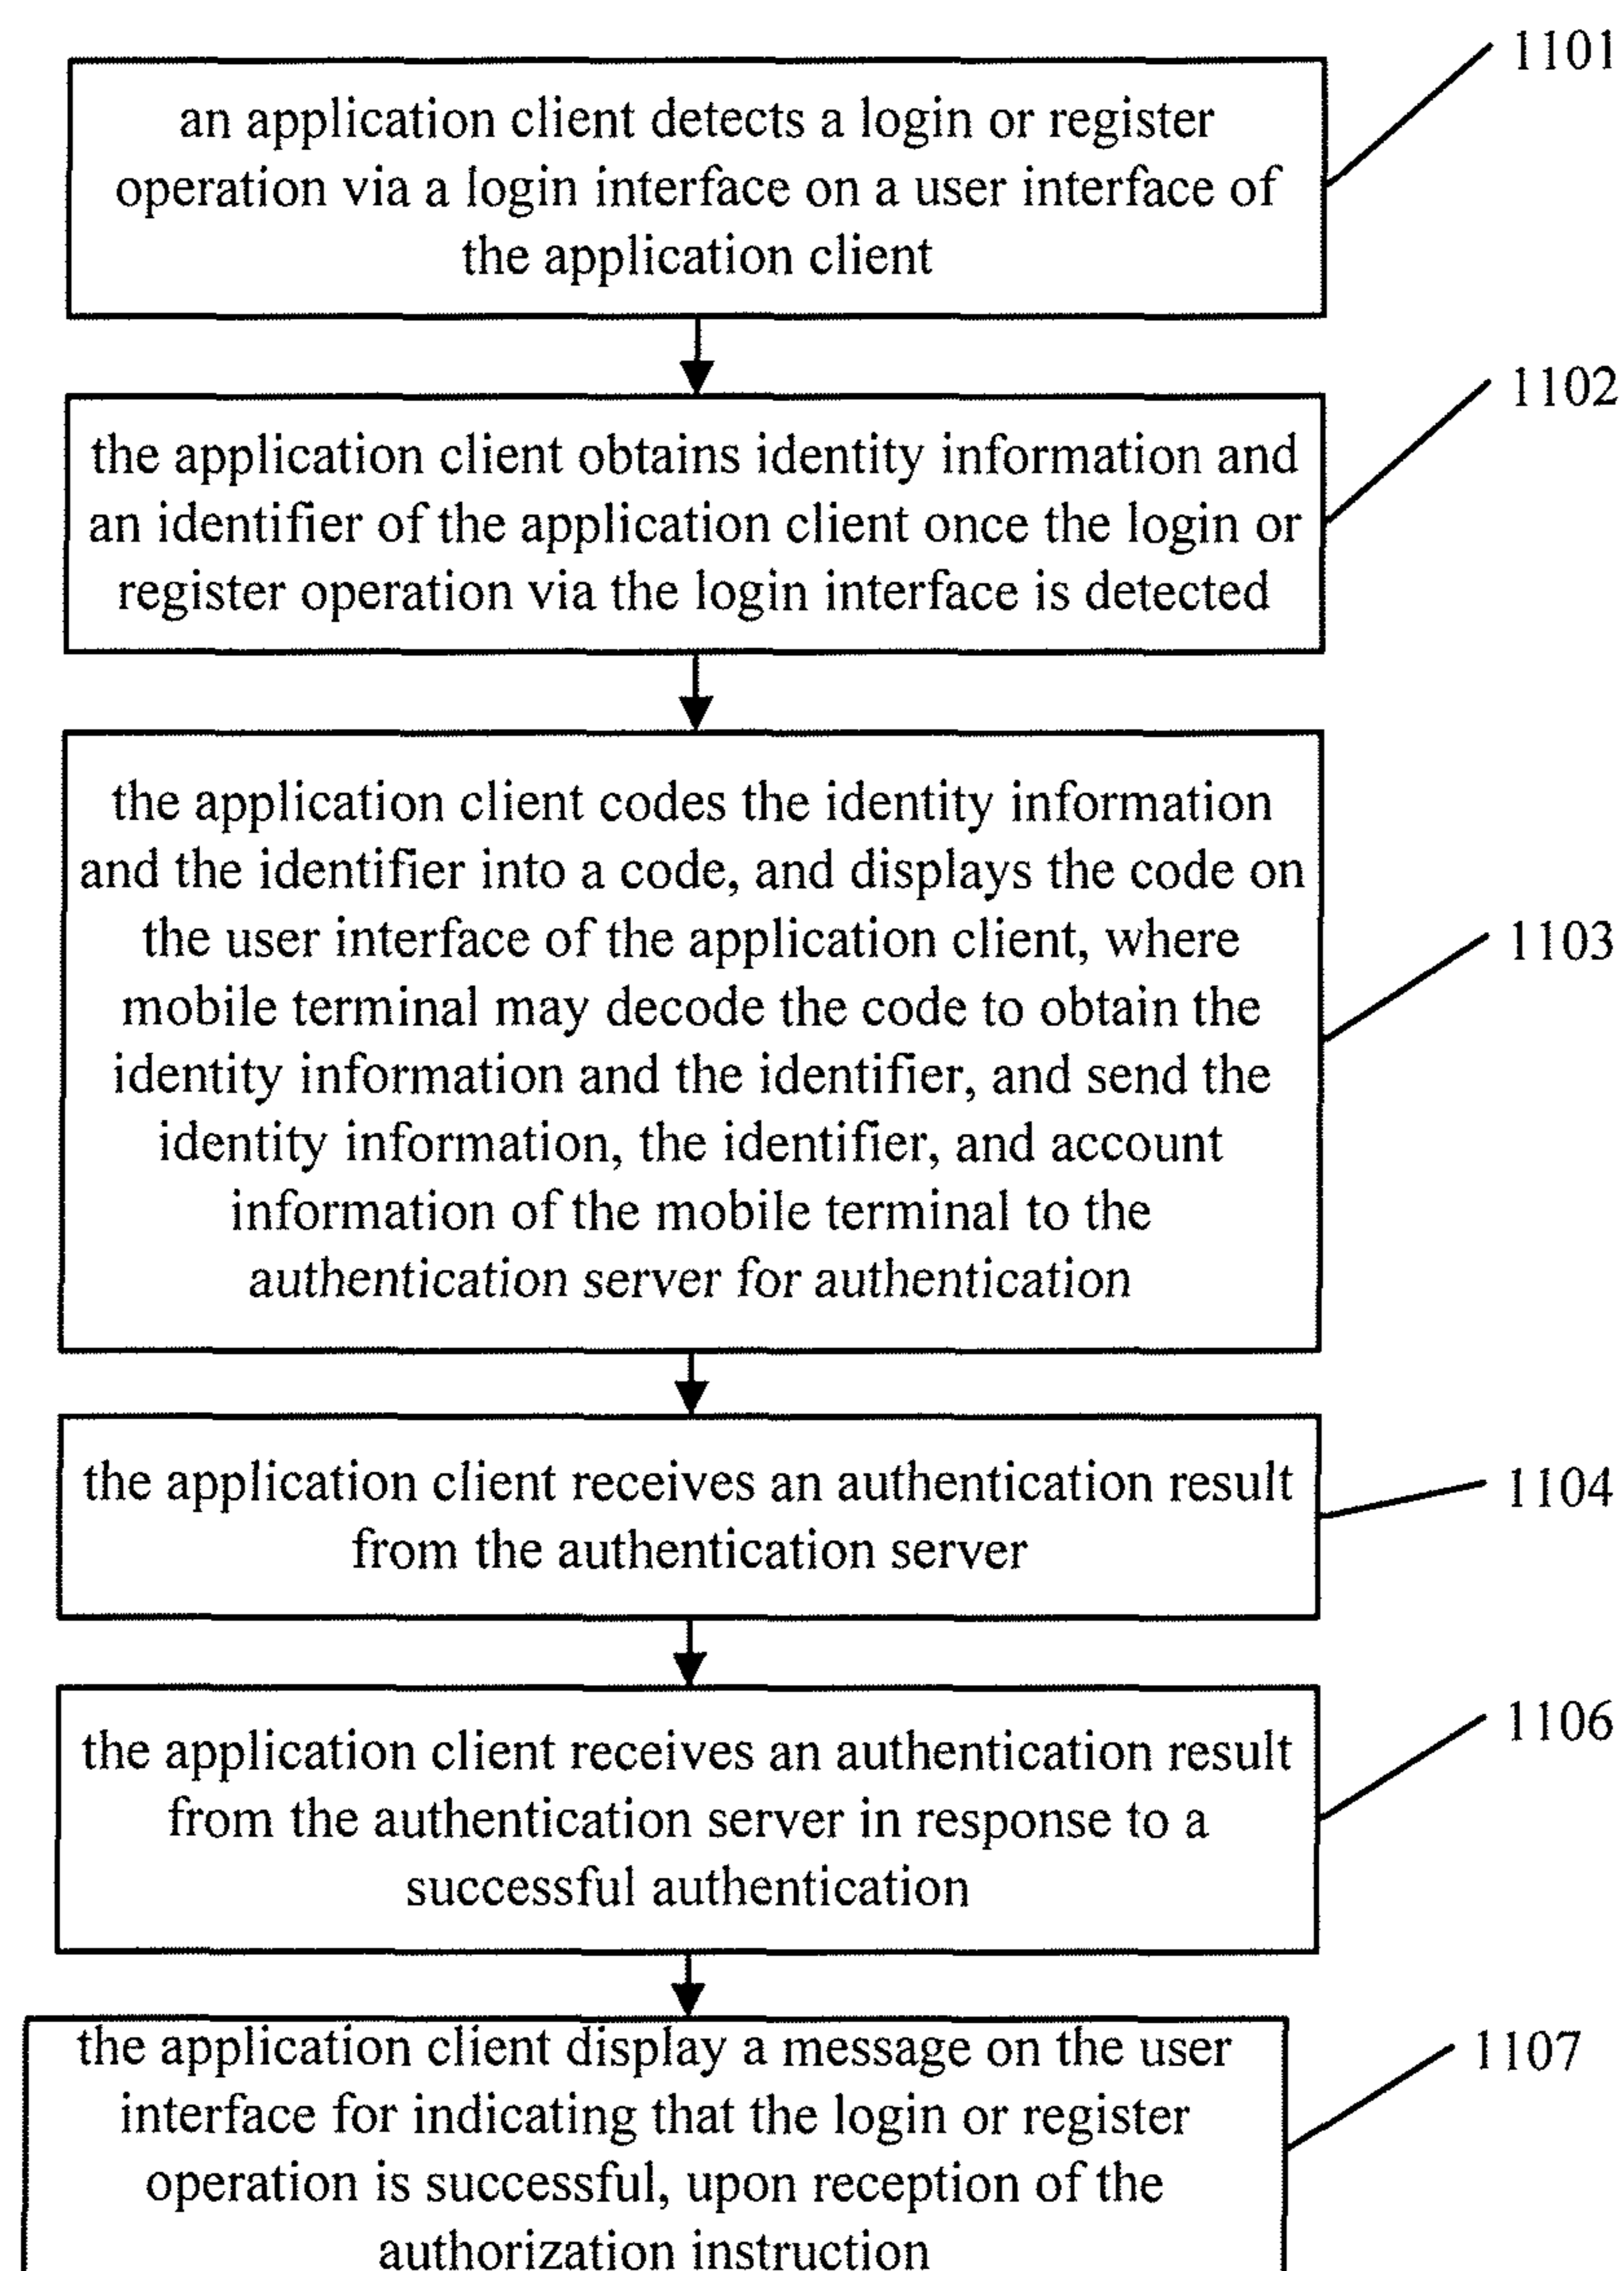 1101
an application client detects a login or register
operation via a login interface on a user interface of
the application client
1102
the application client obtains identity information and
an identifier of the application client once the login or
register operation via the login interface is detected
the application client codes the identity information
and the identifier into a code, and displays the code on
the user interface of the application client, where
1103
mobile terminal may decode the code to obtain the
identity information and the identifier, and send the
identity information, the identifier, and account
information of the mobile terminal to the
authentication server for authentication
the application client receives an authentication result
1104
from the authentication server
1106
the application client receives an authentication result
from the authentication server in response to a
successful authentication
the application client display a message on the user
1107
interface for indicating that the login or register
operation is successful, upon reception of the
authorization instruction